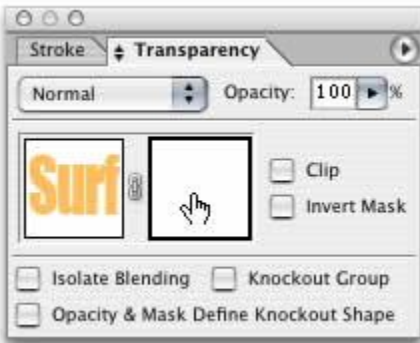 Stroke Transparency
Normal Opacity: 100 %
Surf
Clip
Invert Mask
Isolate Blending Knockout Group
Opacity & Mask Define Knockout Shape